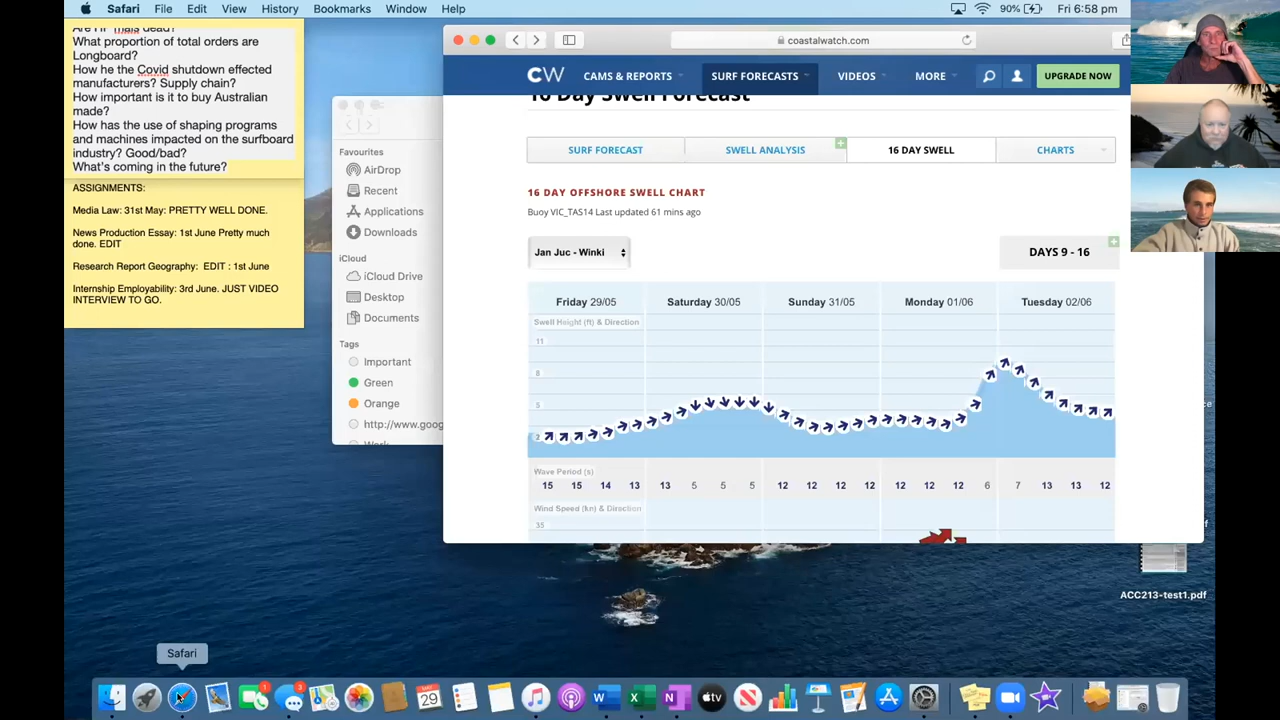 Safari File Edit View History Bookmarks Window Help
90% Fri 6:58 pm
What proportion of total orders are
Longboard?
How he the Covid shutdown effected
manufacturers? Supply chain?
How important is it to buy Australian
made?
How has the use of shaping programs
and machines impacted on the surfboard
industry? Good/bad?
What's coming in the future?
ASSIGNMENTS:
Media Law: 31st May: PRETTY WELL DONE.
News Production Essay: 1st June Pretty much
done. EDIT
Research Report Geography: EDIT : 1st June
Internship Employability: 3rd June. JUST VIDEO
INTERVIEW TO GO.
Favourites
AirDrop
Recent
Applications
Downloads
iCloud
iCloud Drive
Desktop
Documents
Tags
Important
Green
Orange
http://www.goog
Work
coastalwatch.com
CW CAMS & REPORTS SURF FORECASTS VIDEOS MORE UPGRADE NOW
16 Day Swell Forecast
SURF FORECAST SWELL ANALYSIS 16 DAY SWELL CHARTS
16 DAY OFFSHORE SWELL CHART
Buoy VIC_TAS14 Last updated 61 mins ago
Jan Juc - Winki DAYS 9 - 16
Friday 29/05 Saturday 30/05 Sunday 31/05 Monday 01/06 Tuesday 02/06
Swell Height (ft) & Direction
11
8
5
2
Wave Period (s)
15 15 14 13 13 5 5 5 12 12 12 12 12 12 12 6 7 13 13 12
Wind Speed (kn) & Direction
35
ACC213-test1.pdf
Safari
1
3
MAY
29
tv